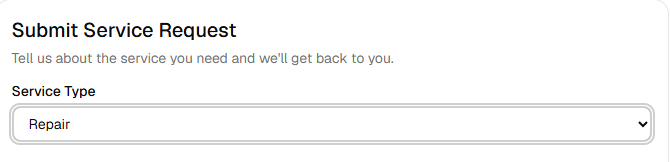 Submit Service Request
Tell us about the service you need and we'll get back to you.
Service Type
Repair